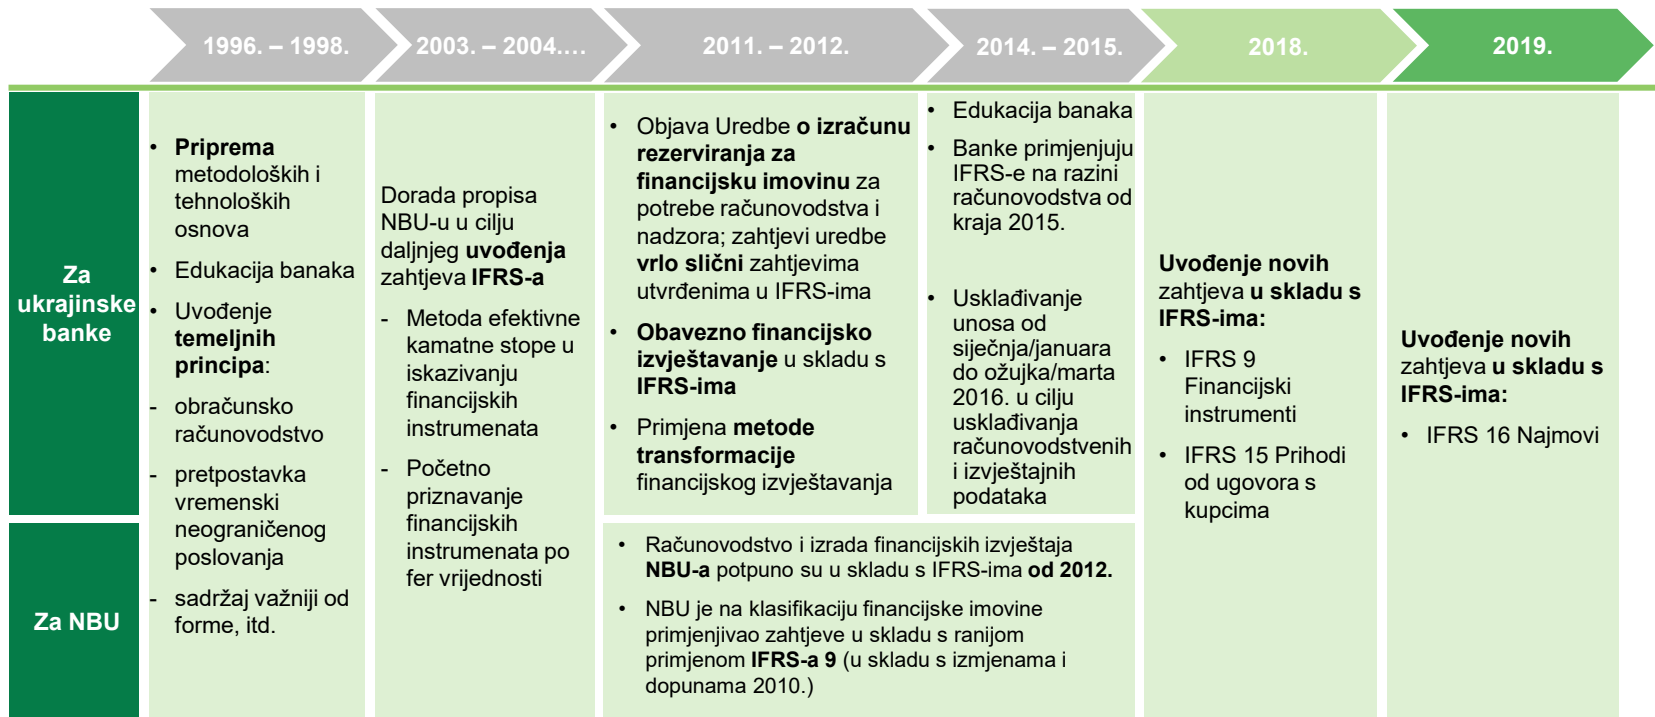 1996. – 1998.
2003. – 2004.…
2011. – 2012.
2014. – 2015.
2018.
2019.
Za
ukrajinske
banke
• Priprema
metodoloških i
tehnoloških
osnova
• Edukacija banaka
• Uvođenje
temeljnih
principa:
- obračunsko
računovodstvo
- pretpostavka
vremenski
neograničenog
poslovanja
- sadržaj važniji od
forme, itd.
Dorada propisa
NBU-u u cilju
daljnjeg uvođenja
zahtjeva IFRS-a
- Metoda efektivne
kamatne stope u
iskazivanju
financijskih
instrumenata
- Početno
priznavanje
financijskih
instrumenata po
fer vrijednosti
• Objava Uredbe o izračunu
rezerviranja za
financijsku imovinu za
potrebe računovodstva i
nadzora; zahtjevi uredbe
vrlo slični zahtjevima
utvrđenima u IFRS-ima
• Obavezno financijsko
izvještavanje u skladu s
IFRS-ima
• Primjena metode
transformacije
financijskog izvještavanja
• Edukacija banaka
• Banke primjenjuju
IFRS-e na razini
računovodstva od
kraja 2015.
• Usklađivanje
unosa od
siječnja/januara
do ožujka/marta
2016. u cilju
usklađivanja
računovodstvenih
i izvještajnih
podataka
Uvođenje novih
zahtjeva u skladu s
IFRS-ima:
• IFRS 9
Financijski
instrumenti
• IFRS 15 Prihodi
od ugovora s
kupcima
Uvođenje novih
zahtjeva u skladu s
IFRS-ima:
• IFRS 16 Najmovi
Za NBU
• Računovodstvo i izrada financijskih izvještaja
NBU-a potpuno su u skladu s IFRS-ima od 2012.
• NBU je na klasifikaciju financijske imovine
primjenjivao zahtjeve u skladu s ranijom
primjenom IFRS-a 9 (u skladu s izmjenama i
dopunama 2010.)